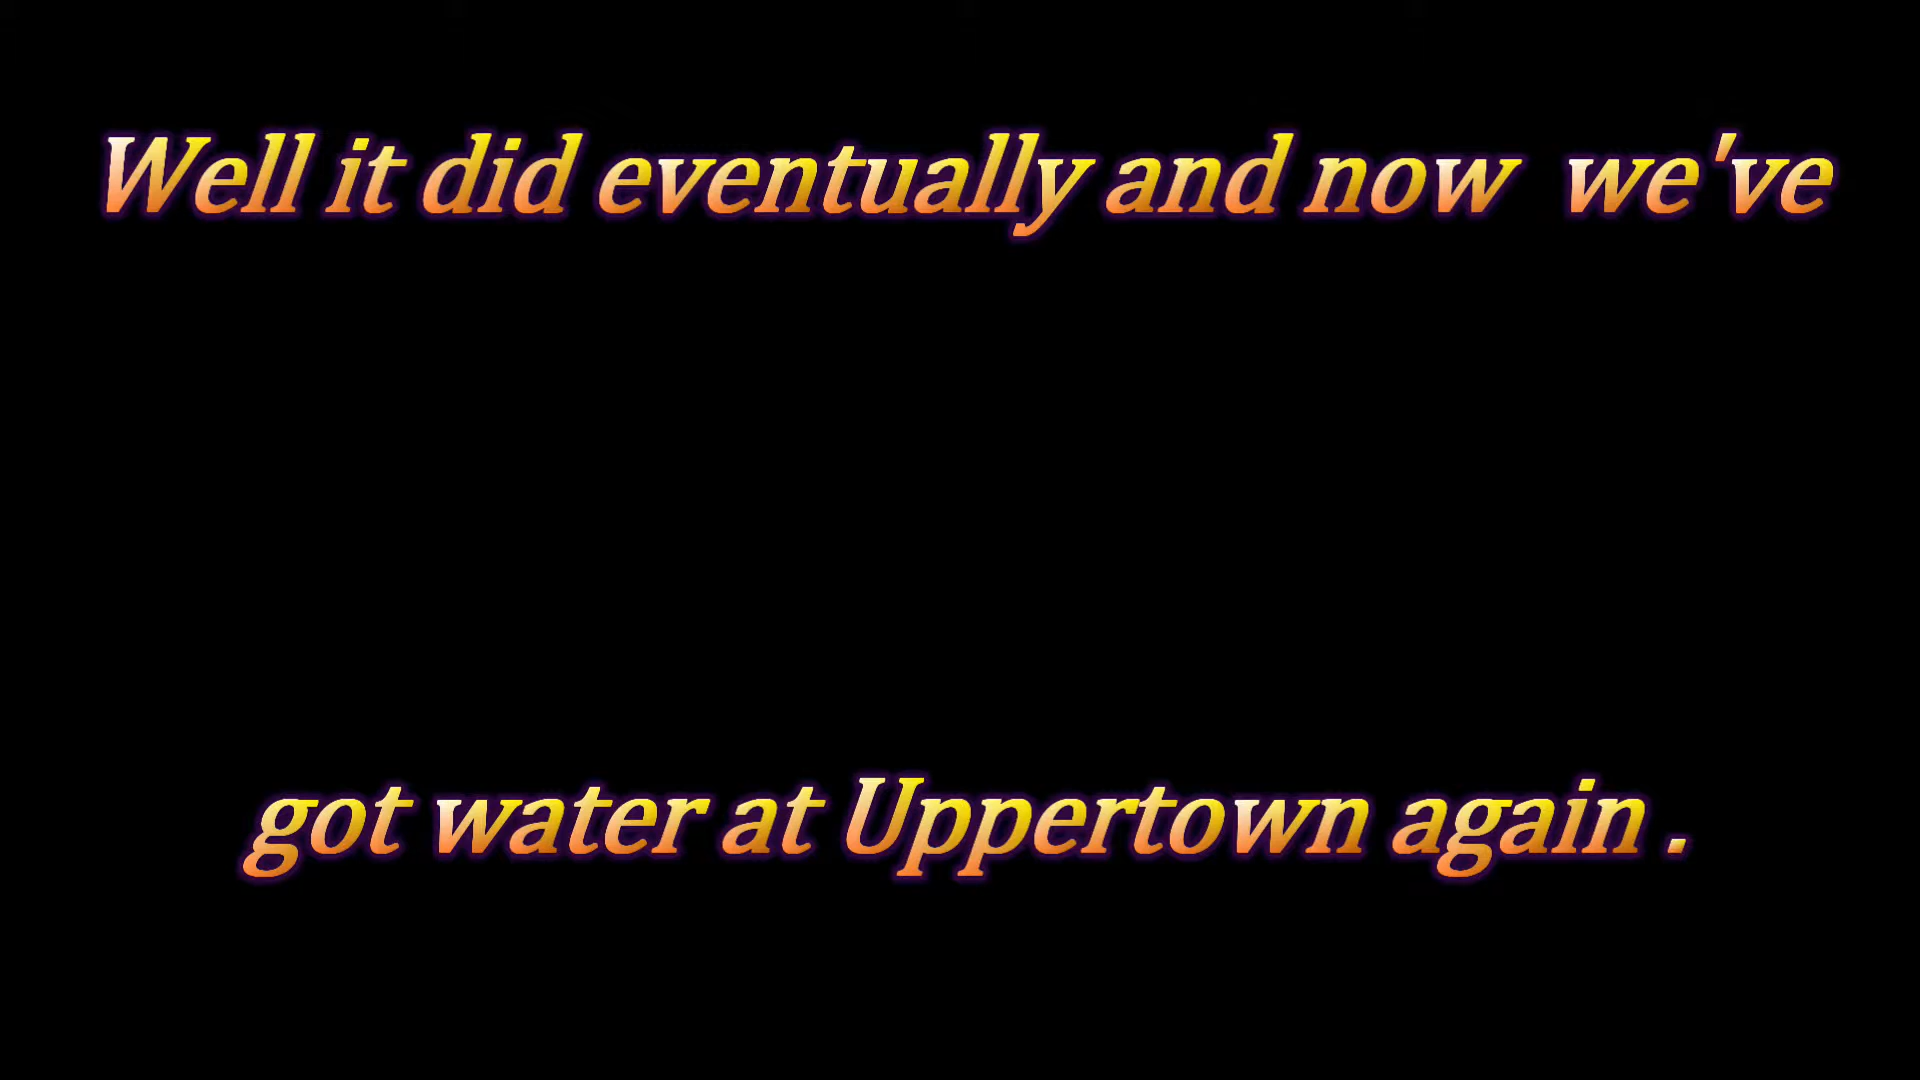 Well it did eventually and now  we've
got water at Uppertown again .